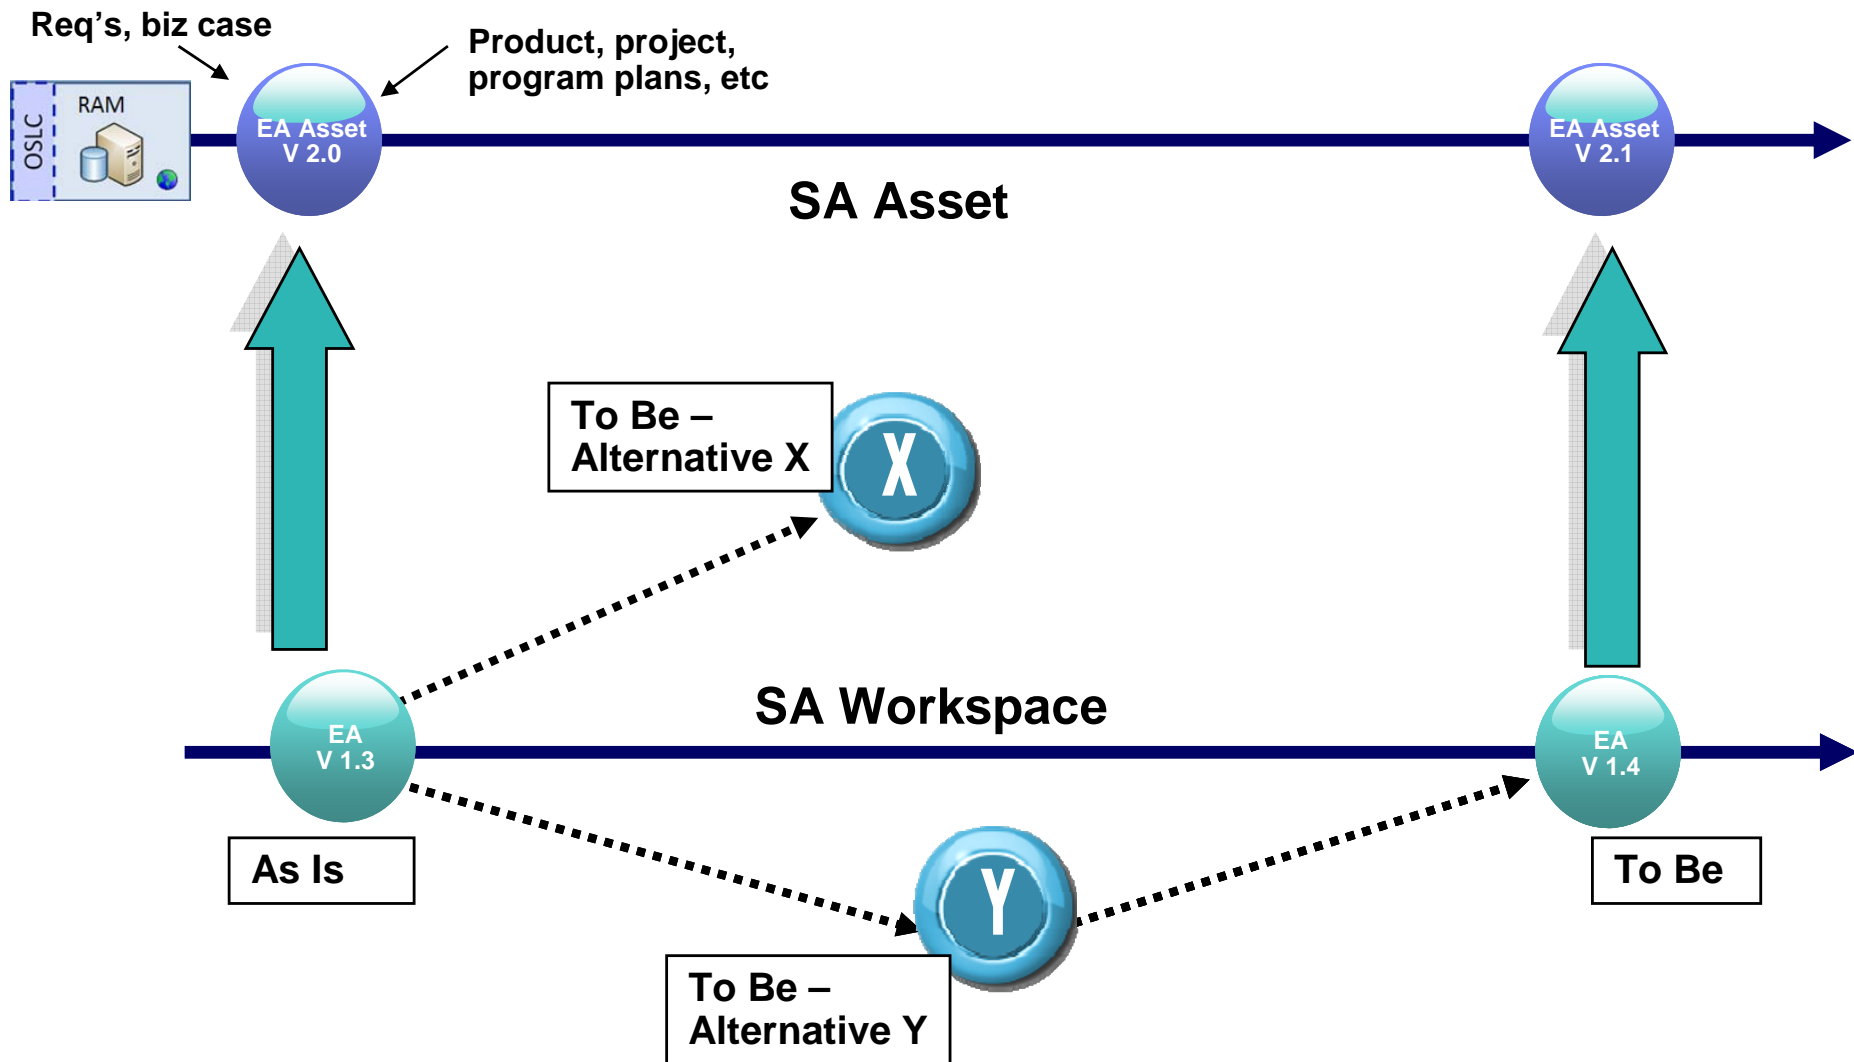 Req's, biz case
Product, project,
program plans, etc
OSLC
RAM
EA Asset
V 2.0
EA Asset
V 2.1
SA Asset
To Be –
Alternative X
X
SA Workspace
EA
V 1.3
EA
V 1.4
As Is
To Be
Y
To Be –
Alternative Y